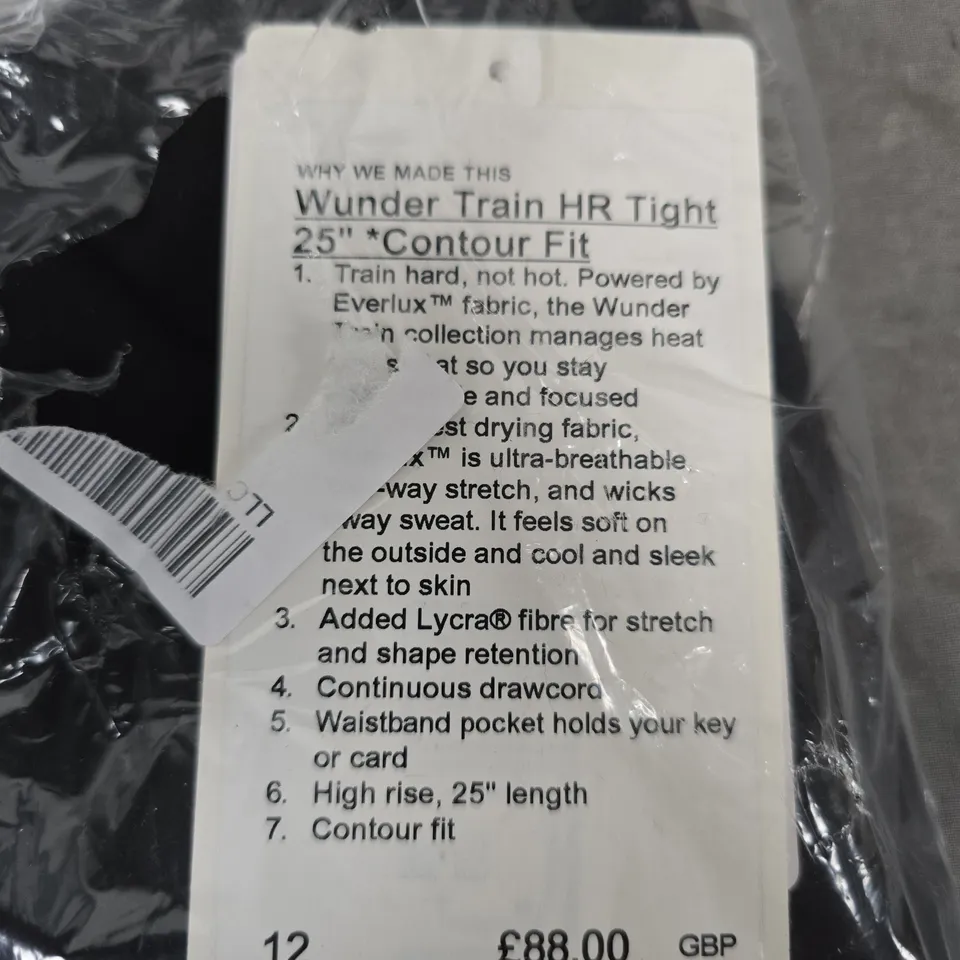 WHY WE MADE THIS
Wunder Train HR Tight
25" *Contour Fit
1. Train hard, not hot. Powered by
Everlux™ fabric, the Wunder
collection manages heat
so you stay
and focused
2
drying fabric,
is ultra-breathable
-way stretch, and wicks
way sweat. It feels soft on
the outside and cool and sleek
next to skin
3. Added Lycra® fibre for stretch
and shape retention
4. Continuous drawcord
5. Waistband pocket holds your key
or card
6. High rise, 25" length
7. Contour fit
12 £88.00 GBP
LLC